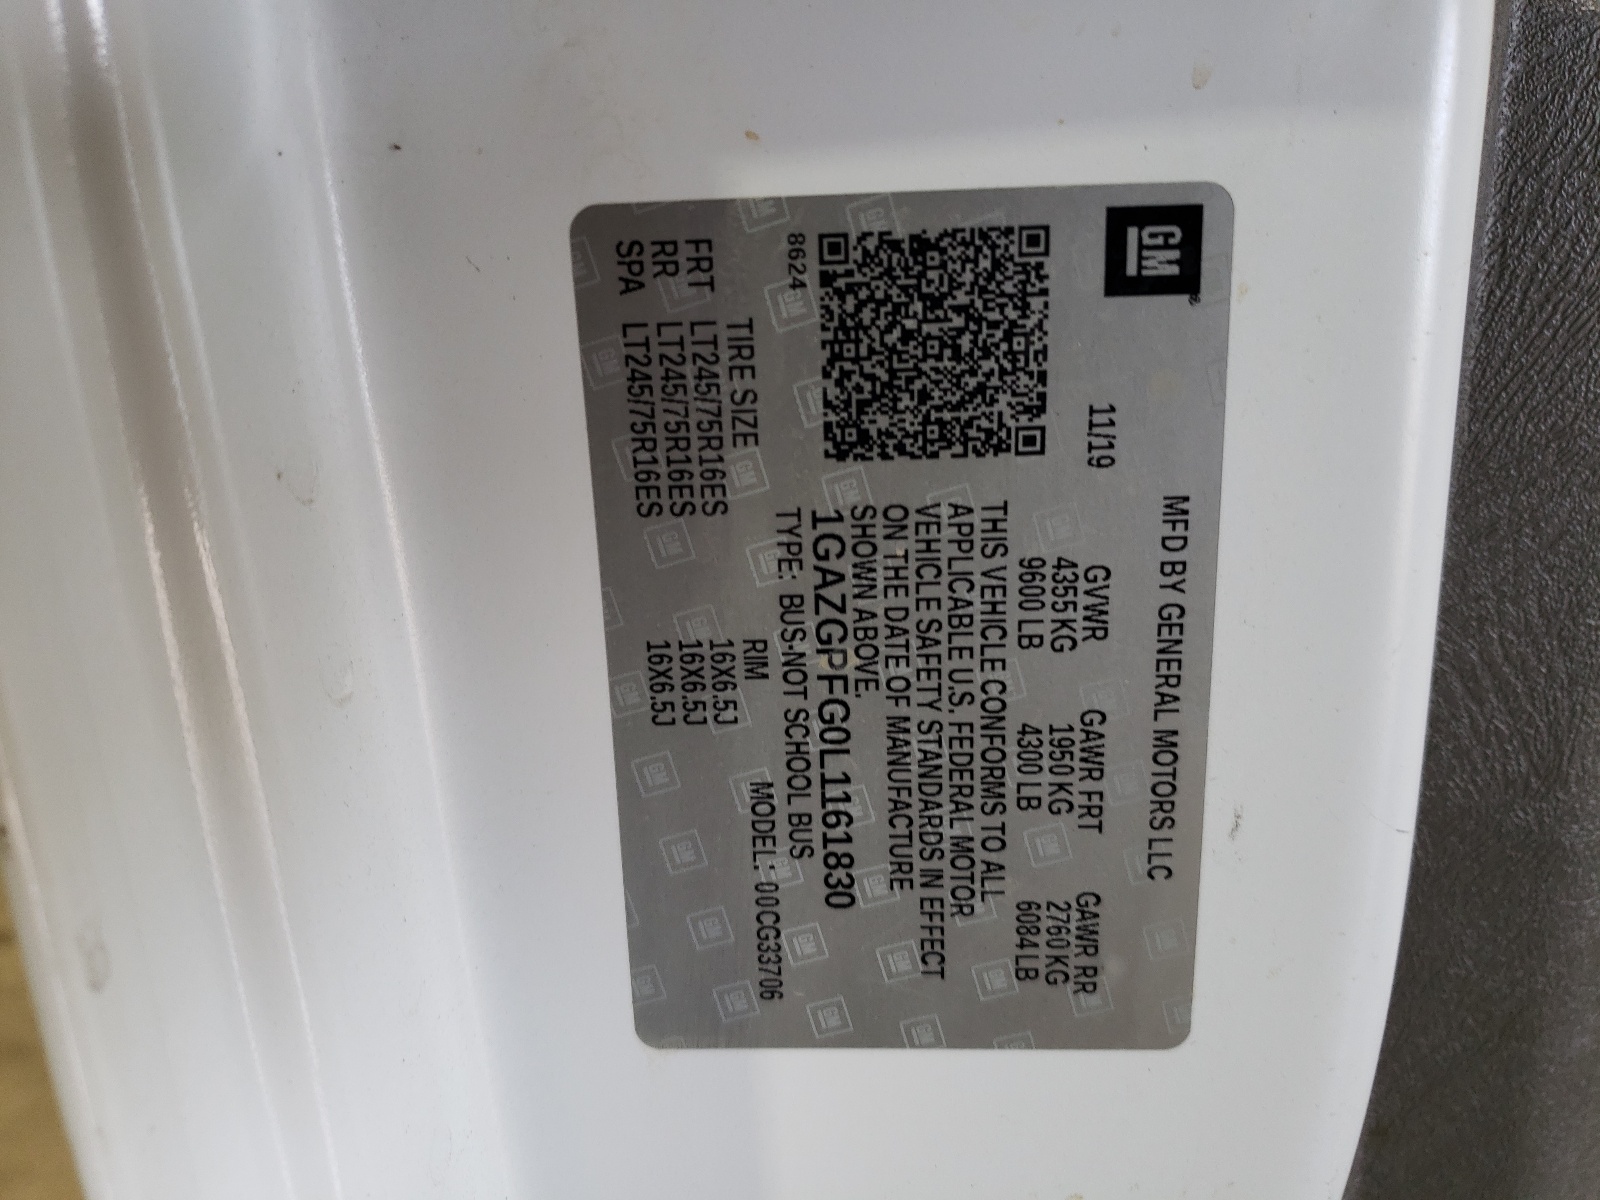 GM
MFD BY GENERAL MOTORS LLC
11/19 GVWR GAWR FRT GAWR RR
4355 KG 1950 KG 2760 KG
9600 LB 4300 LB 6084 LB
THIS VEHICLE CONFORMS TO ALL
APPLICABLE U.S. FEDERAL MOTOR
VEHICLE SAFETY STANDARDS IN EFFECT
ON THE DATE OF MANUFACTURE
SHOWN ABOVE.
1GAZGPFG0L1161830
8624 TYPE: BUS-NOT SCHOOL BUS
MODEL: 00CG33706
TIRE SIZE RIM
FRT LT245/75R16ES 16X6.5J
RR LT245/75R16ES 16X6.5J
SPA LT245/75R16ES 16X6.5J